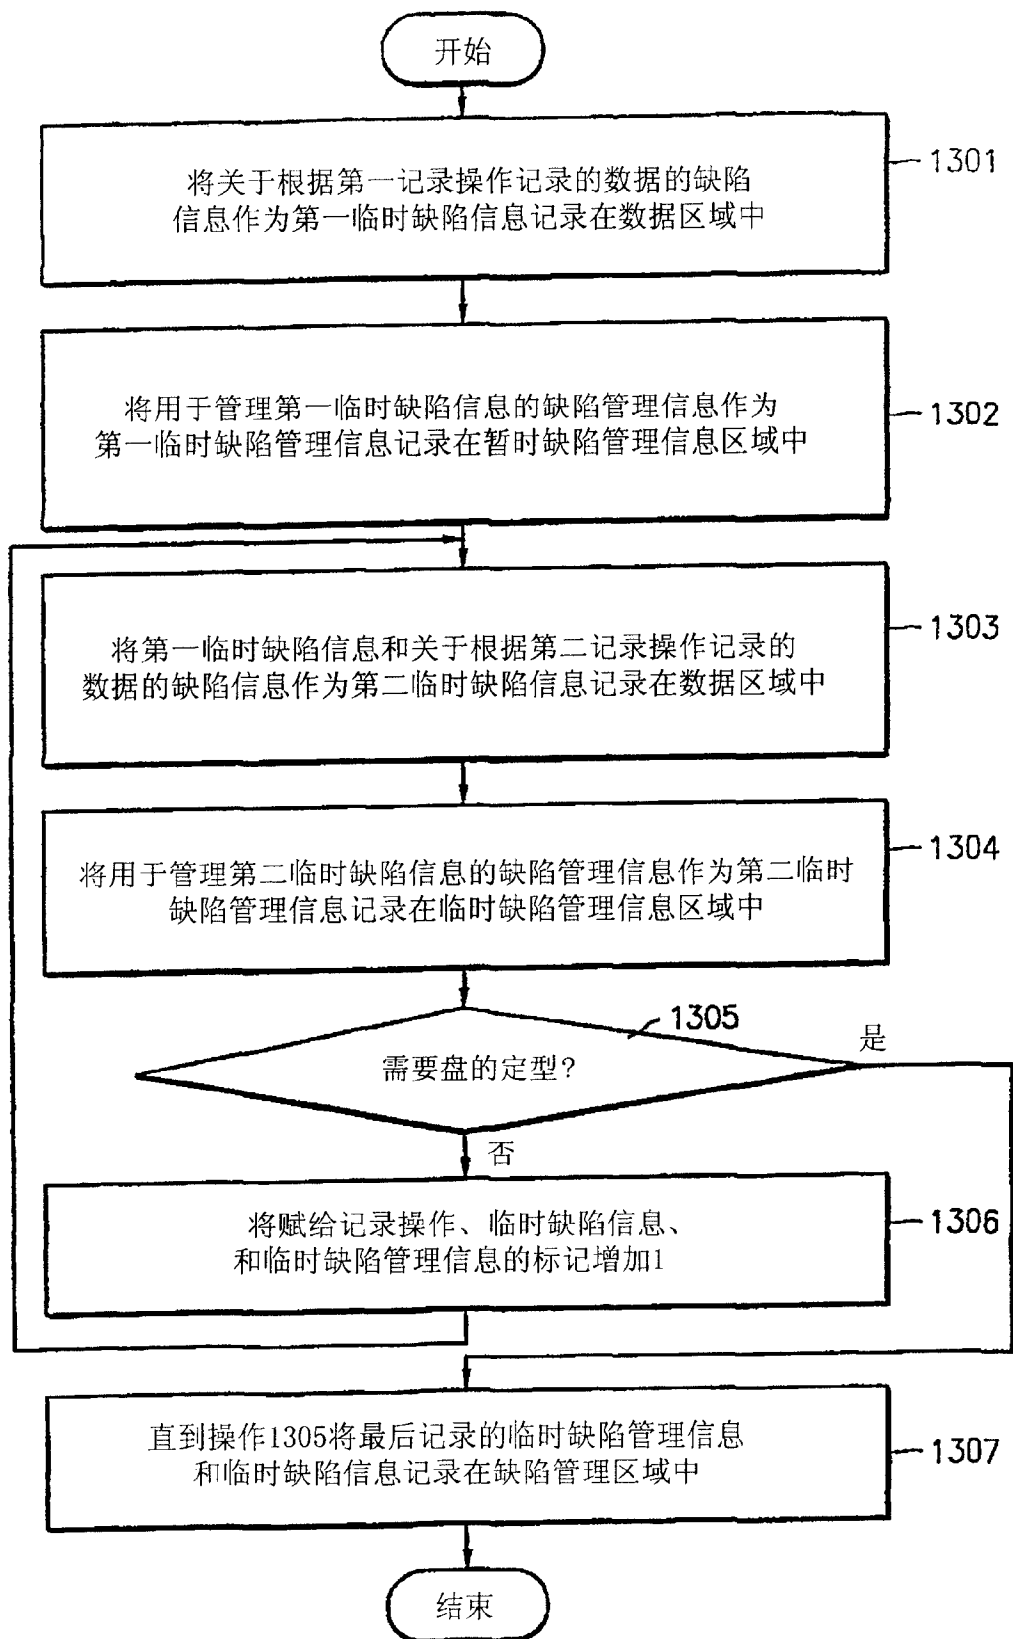 开始
1301
将关于根据第一记录操作记录的数据的缺陷
信息作为第一临时缺陷信息记录在数据区域中
1302
将用于管理第一临时缺陷信息的缺陷管理信息作为
第一临时缺陷管理信息记录在暂时缺陷管理信息区域中
1303
将第一临时缺陷信息和关于根据第二记录操作记录的
数据的缺陷信息作为第二临时缺陷信息记录在数据区域中
1304
将用于管理第二临时缺陷信息的缺陷管理信息作为第二临时
缺陷管理信息记录在临时缺陷管理信息区域中
1305
是
需要盘的定型?
否
1306
将赋给记录操作、临时缺陷信息、
和临时缺陷管理信息的标记增加1
直到操作1305将最后记录的临时缺陷管理信息
1307
和临时缺陷信息记录在缺陷管理区域中
结束